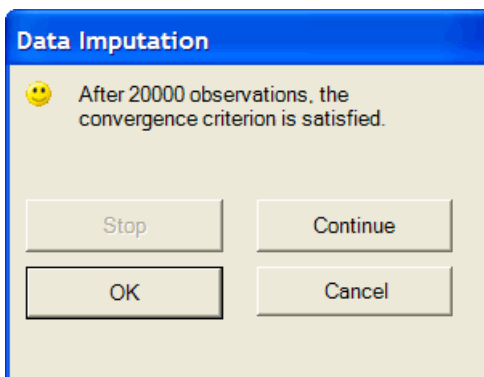 Data Imputation
After 20000 observations, the
convergence criterion is satisfied.
Stop Continue
OK Cancel